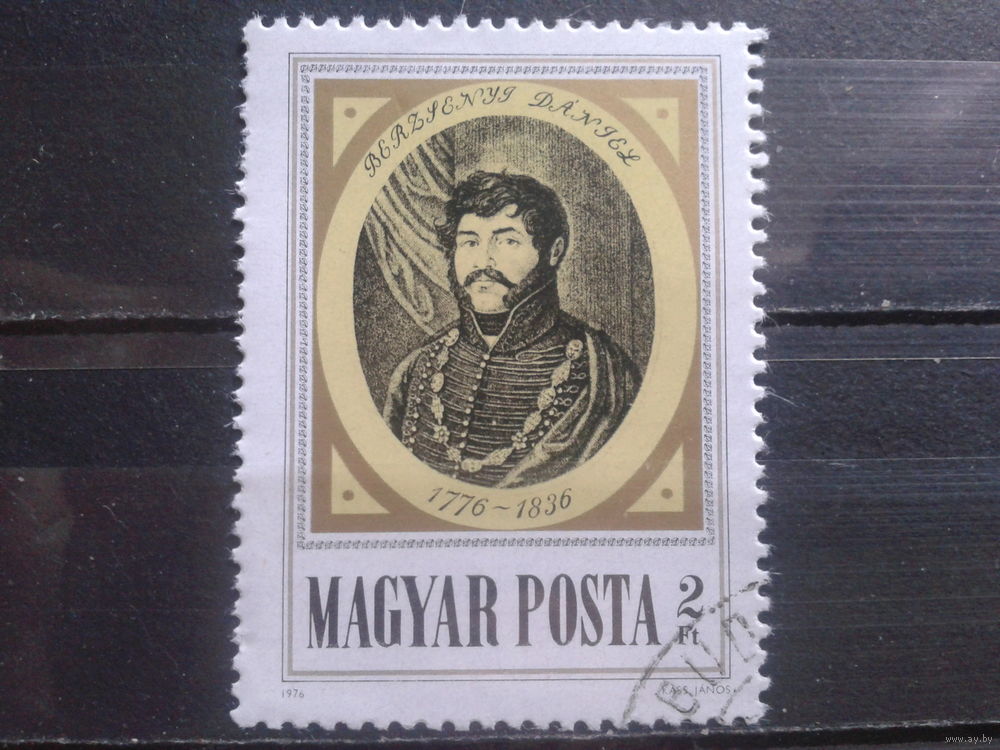 BERZSENYI DÁNIEL
1776~1836
MAGYAR POSTA 2 Ft
1976
KASS JÁNOS
www.ay.by